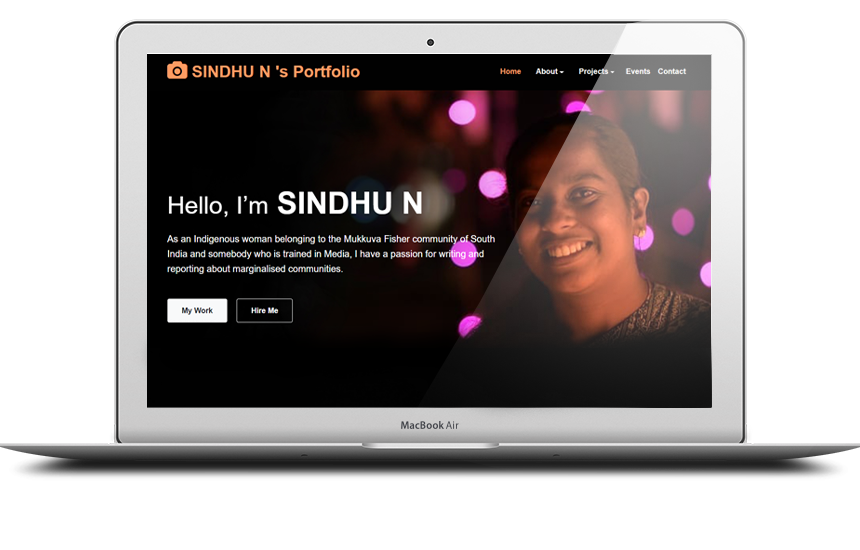 SINDHU N 's Portfolio
Home About Projects Events Contact
Hello, I’m SINDHU N
As an Indigenous woman belonging to the Mukkuva Fisher community of South
India and somebody who is trained in Media, I have a passion for writing and
reporting about marginalised communities.
My Work Hire Me
MacBook Air